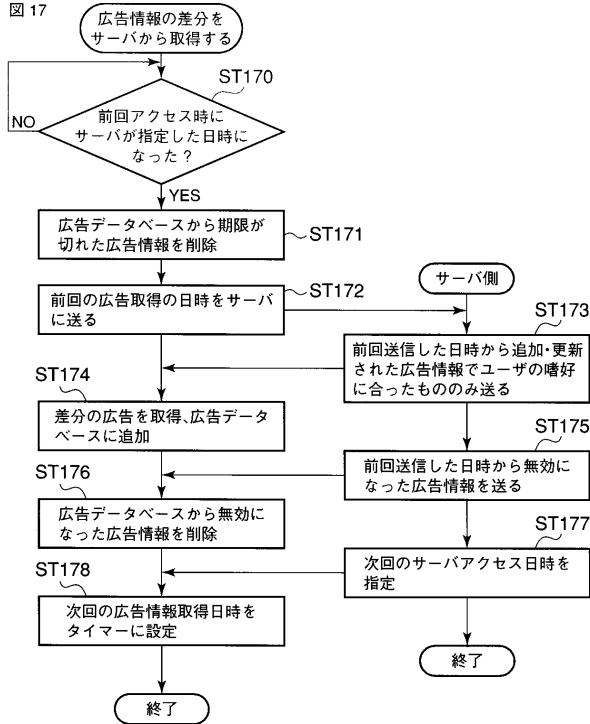 図 17
広告情報の差分を
サーバから取得する
ST170
前回アクセス時に
サーバが指定した日時に
なった?
NO
YES
広告データベースから期限が
切れた広告情報を削除
ST171
前回の広告取得の日時をサーバ
に送る
ST172
サーバ側
ST173
前回送信した日時から追加・更新
された広告情報でユーザの嗜好
に合ったもののみ送る
ST174
差分の広告を取得、広告データ
ベースに追加
ST175
前回送信した日時から無効に
なった広告情報を送る
ST176
広告データベースから無効に
なった広告情報を削除
ST177
次回のサーバアクセス日時を
指定
ST178
次回の広告情報取得日時を
タイマーに設定
終了
終了